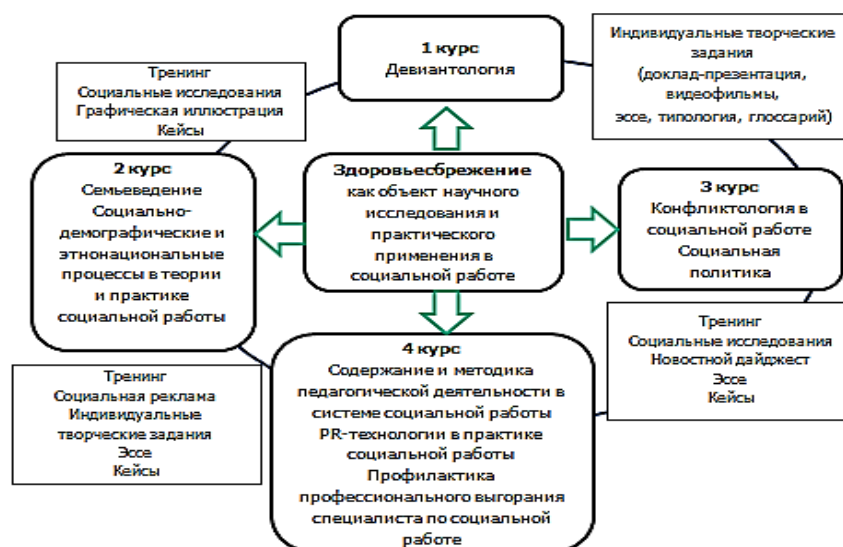 1 курс
Девиантология
Индивидуальные творческие
задания
(доклад-презентация,
видеофильмы,
эссе, типология, глоссарий)
Тренинг
Социальные исследования
Графическая иллюстрация
Кейсы
2 курс
Семьеведение
Социально-
демографические и
этнонациональные
процессы в теории
и практике
социальной работы
Здоровьесбрежение
как объект научного
исследования и
практического
применения в
социальной работе
3 курс
Конфликтология в
социальной работе
Социальная
политика
Тренинг
Социальная реклама
Индивидуальные
творческие задания
Эссе
Кейсы
4 курс
Содержание и методика
педагогической деятельности в
системе социальной работы
PR-технологии в практике
социальной работы
Профилактика
профессионального выгорания
специалиста по социальной
работе
Тренинг
Социальные исследования
Новостной дайджест
Эссе
Кейсы